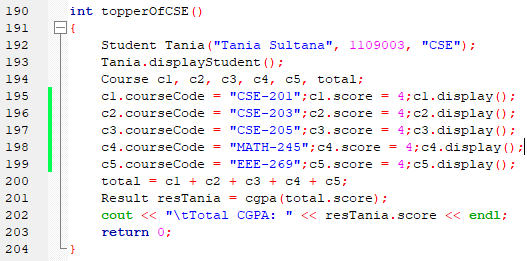 190 int topperOfCSE()
191 {
192 Student Tania("Tania Sultana", 1109003, "CSE");
193 Tania.displayStudent();
194 Course c1, c2, c3, c4, c5, total;
195 c1.courseCode = "CSE-201";c1.score = 4;c1.display();
196 c2.courseCode = "CSE-203";c2.score = 4;c2.display();
197 c3.courseCode = "CSE-205";c3.score = 4;c3.display();
198 c4.courseCode = "MATH-245";c4.score = 4;c4.display();
199 c5.courseCode = "EEE-269";c5.score = 4;c5.display();
200 total = c1 + c2 + c3 + c4 + c5;
201 Result resTania = cgpa(total.score);
202 cout << "\tTotal CGPA: " << resTania.score << endl;
203 return 0;
204 }